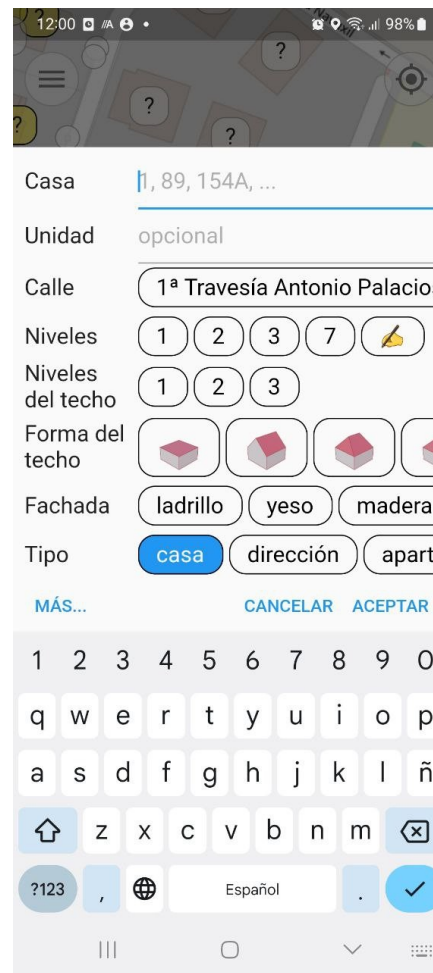 12:00 98%
?
?
?
?
Casa 1, 89, 154A, ...
Unidad opcional
Calle 1ª Travesía Antonio Palacio
Niveles 1 2 3 7 ✍
Niveles
del techo 1 2 3
Forma del
techo
Fachada ladrillo yeso madera
Tipo casa dirección apart
MÁS... CANCELAR ACEPTAR
1 2 3 4 5 6 7 8 9 0
q w e r t y u i o p
a s d f g h j k l ñ
z x c v b n m
?123 , Español .